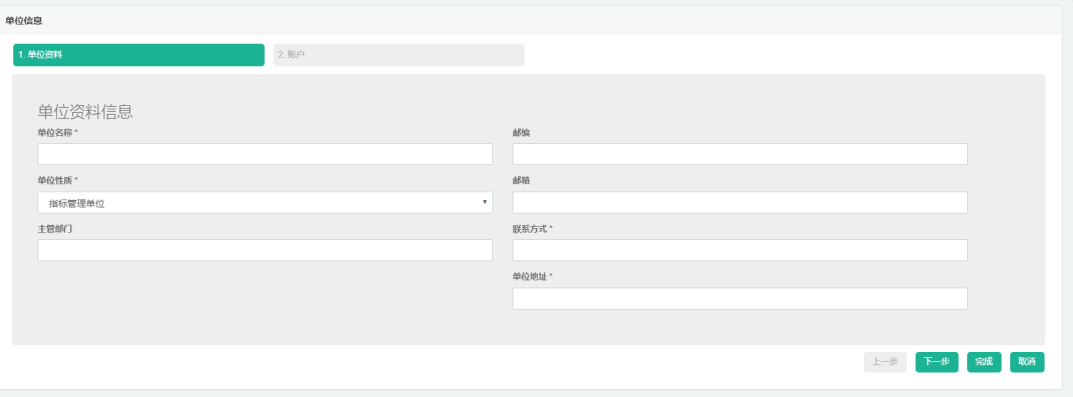 单位信息
1. 单位资料
2. 账户
单位资料信息
单位名称 *
邮编
单位性质 *
邮箱
指标管理单位
主管部门
联系方式 *
单位地址 *
上一步 下一步 完成 取消